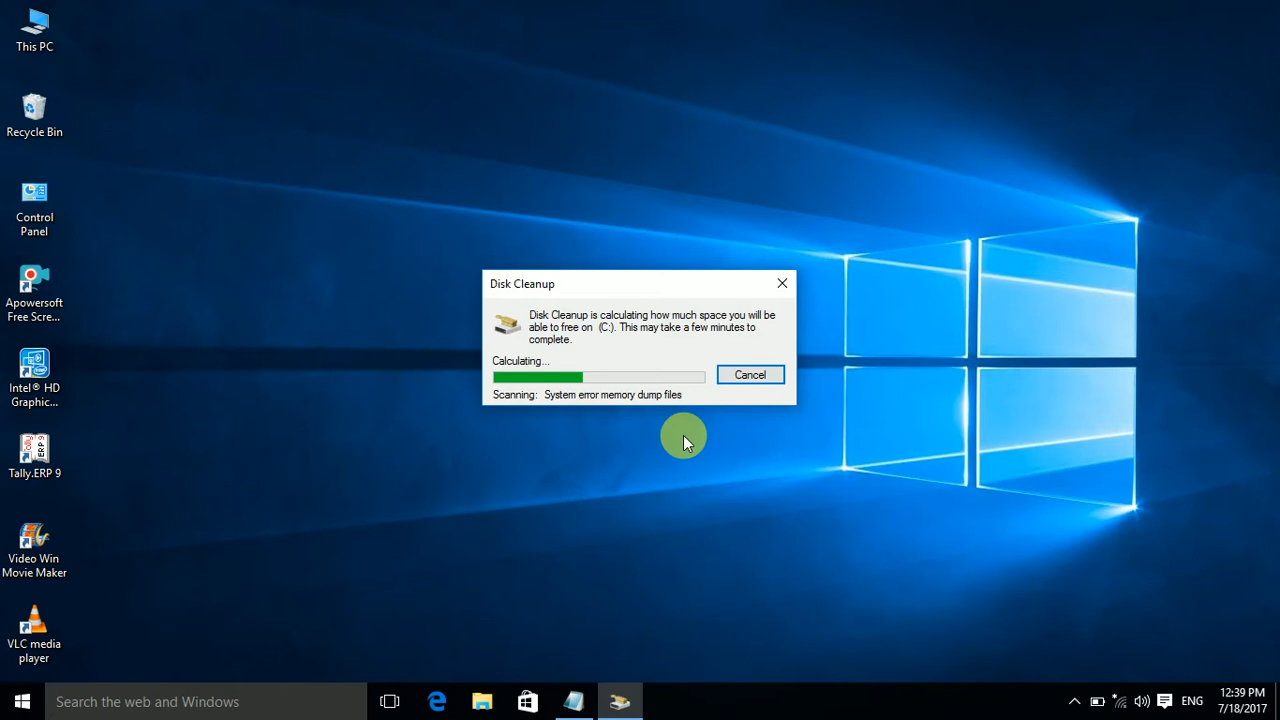 This PC
Recycle Bin
Control
Panel
Apowersoft
Free Scre...
Intel® HD
Graphic...
Tally.ERP 9
Video Win
Movie Maker
VLC media
player
Disk Cleanup
Disk Cleanup is calculating how much space you will be
able to free on (C:). This may take a few minutes to
complete.
Calculating...
Cancel
Scanning: System error memory dump files
Search the web and Windows
ENG
12:39 PM
7/18/2017